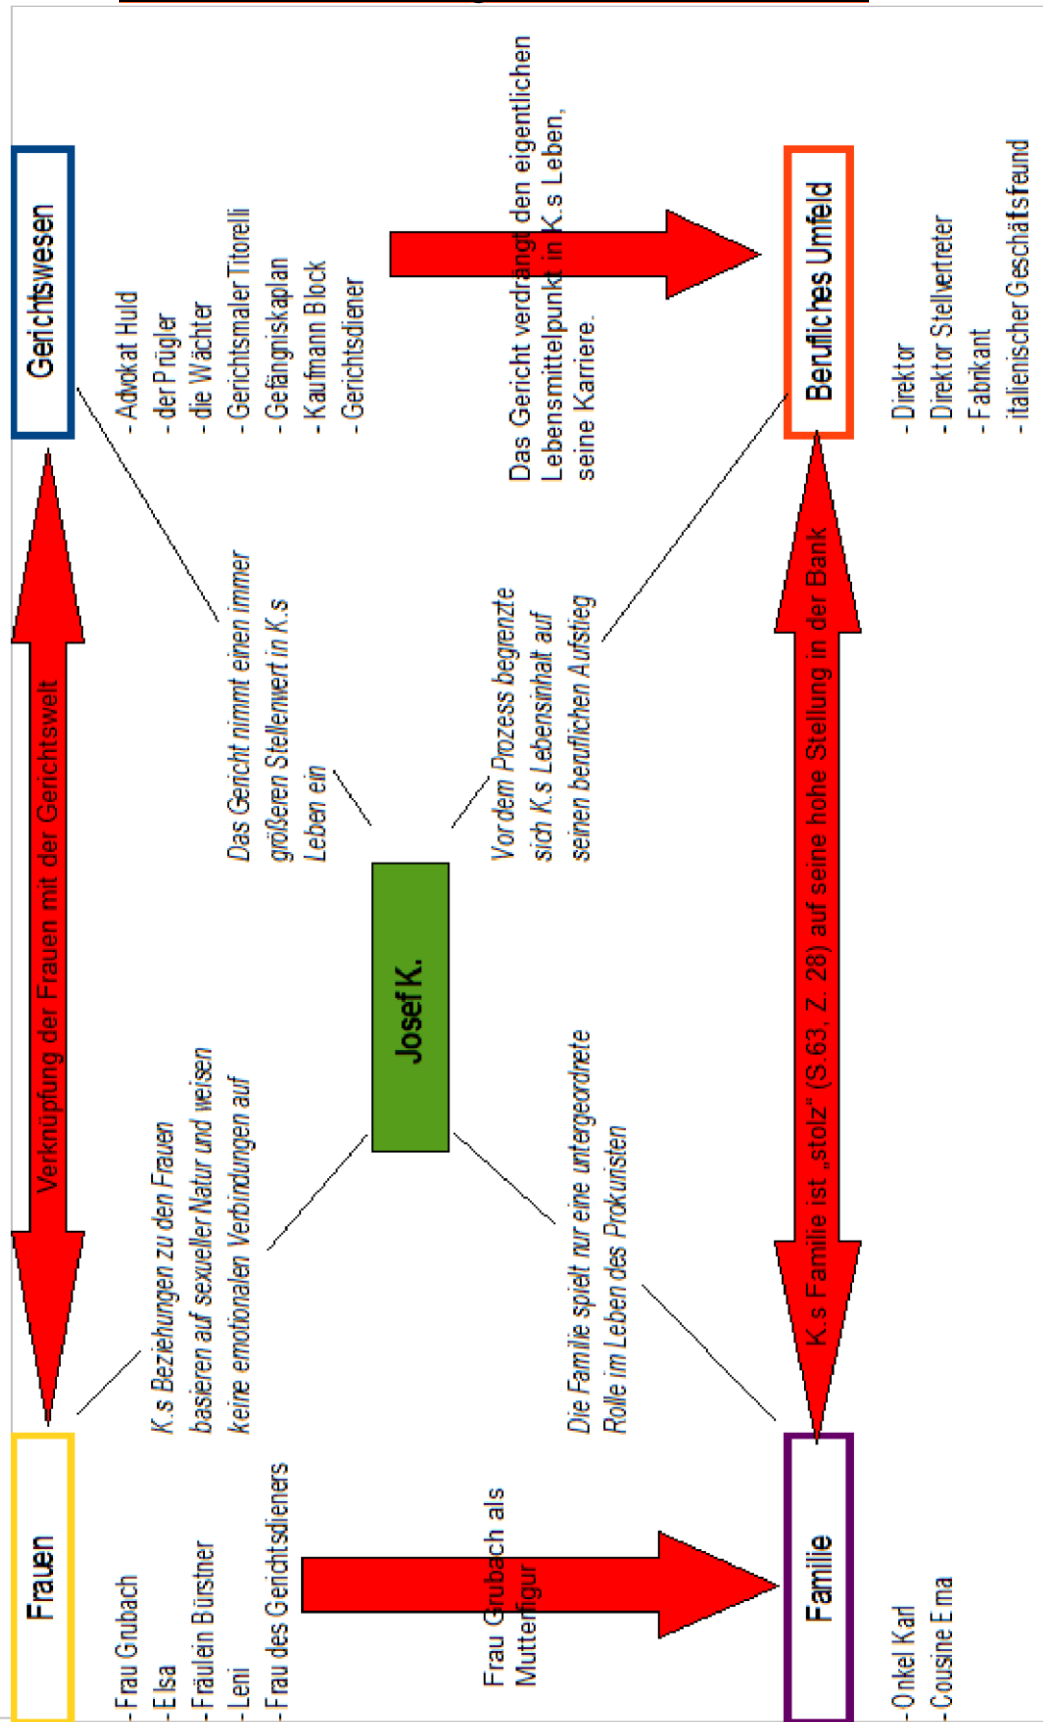 Frauen
- Frau Grubach
- Elsa
- Fräulein Bürstner
- Leni
- Frau des Gerichtsdieners
Verknüpfung der Frauen mit der Gerichtswelt
Gerichtswesen
- Advokat Huld
- der Prügler
- die Wächter
- Gerichtsmaler Titorelli
- Gefängniskaplan
- Kaufmann Block
- Gerichtsdiener
K.s Beziehungen zu den Frauen
basieren auf sexueller Natur und weisen
keine emotionalen Verbindungen auf
Das Gericht nimmt einen immer
größeren Stellenwert in K.s
Leben ein
Josef K.
Frau Grubach als
Mutterfigur
Die Familie spielt nur eine untergeordnete
Rolle im Leben des Prokuristen
Vor dem Prozess begrenzte
sich K.s Lebensinhalt auf
seinen beruflichen Aufstieg
Das Gericht verdrängt den eigentlichen
Lebensmittelpunkt in K.s Leben,
seine Karriere.
Familie
- Onkel Karl
- Cousine Erna
K.s Familie ist „stolz“ (S.63, Z. 28) auf seine hohe Stellung in der Bank
Berufliches Umfeld
- Direktor
- Direktor Stellvertreter
- Fabrikant
- italienischer Geschätsfreund